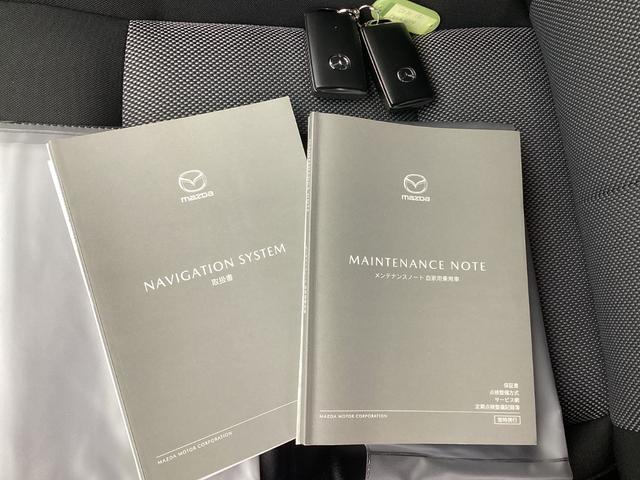 mazda
NAVIGATION SYSTEM
取扱書
MAZDA MOTOR CORPORATION
mazda
MAINTENANCE NOTE
メンテナンスノート 自家用乗用車
保証書
点検整備方式
サービス網
定期点検整備記録簿
MAZDA MOTOR CORPORATION